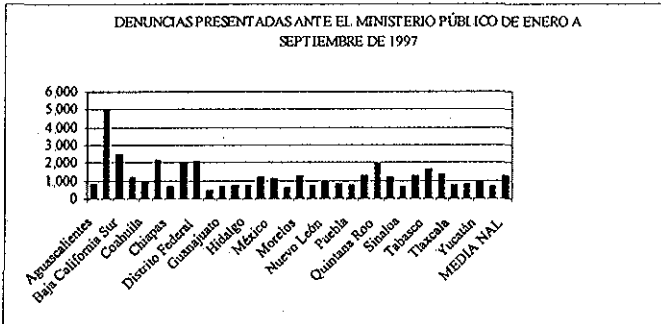 DENUNCIAS PRESENTADAS ANTE EL MINISTERIO PÚBLICO DE ENERO A
SEPTIEMBRE DE 1997
6,000
5,000
4,000
3,000
2,000
1,000
0
Aguascalientes
Baja California Sur
Coahuila
Chiapas
Distrito Federal
Guanajuato
Hidalgo
México
Morelos
Nuevo León
Puebla
Quintana Roo
Sinaloa
Tabasco
Tlaxcala
Yucatán
MEDIA NAL